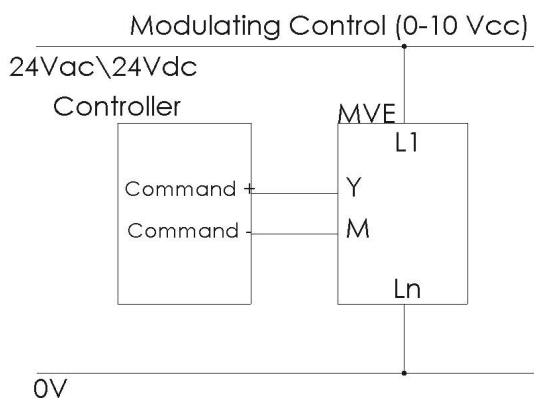 Modulating Control (0-10 Vcc)
24Vac\24Vdc
Controller
MVE
L1
Command +
Y
Command -
M
Ln
0V